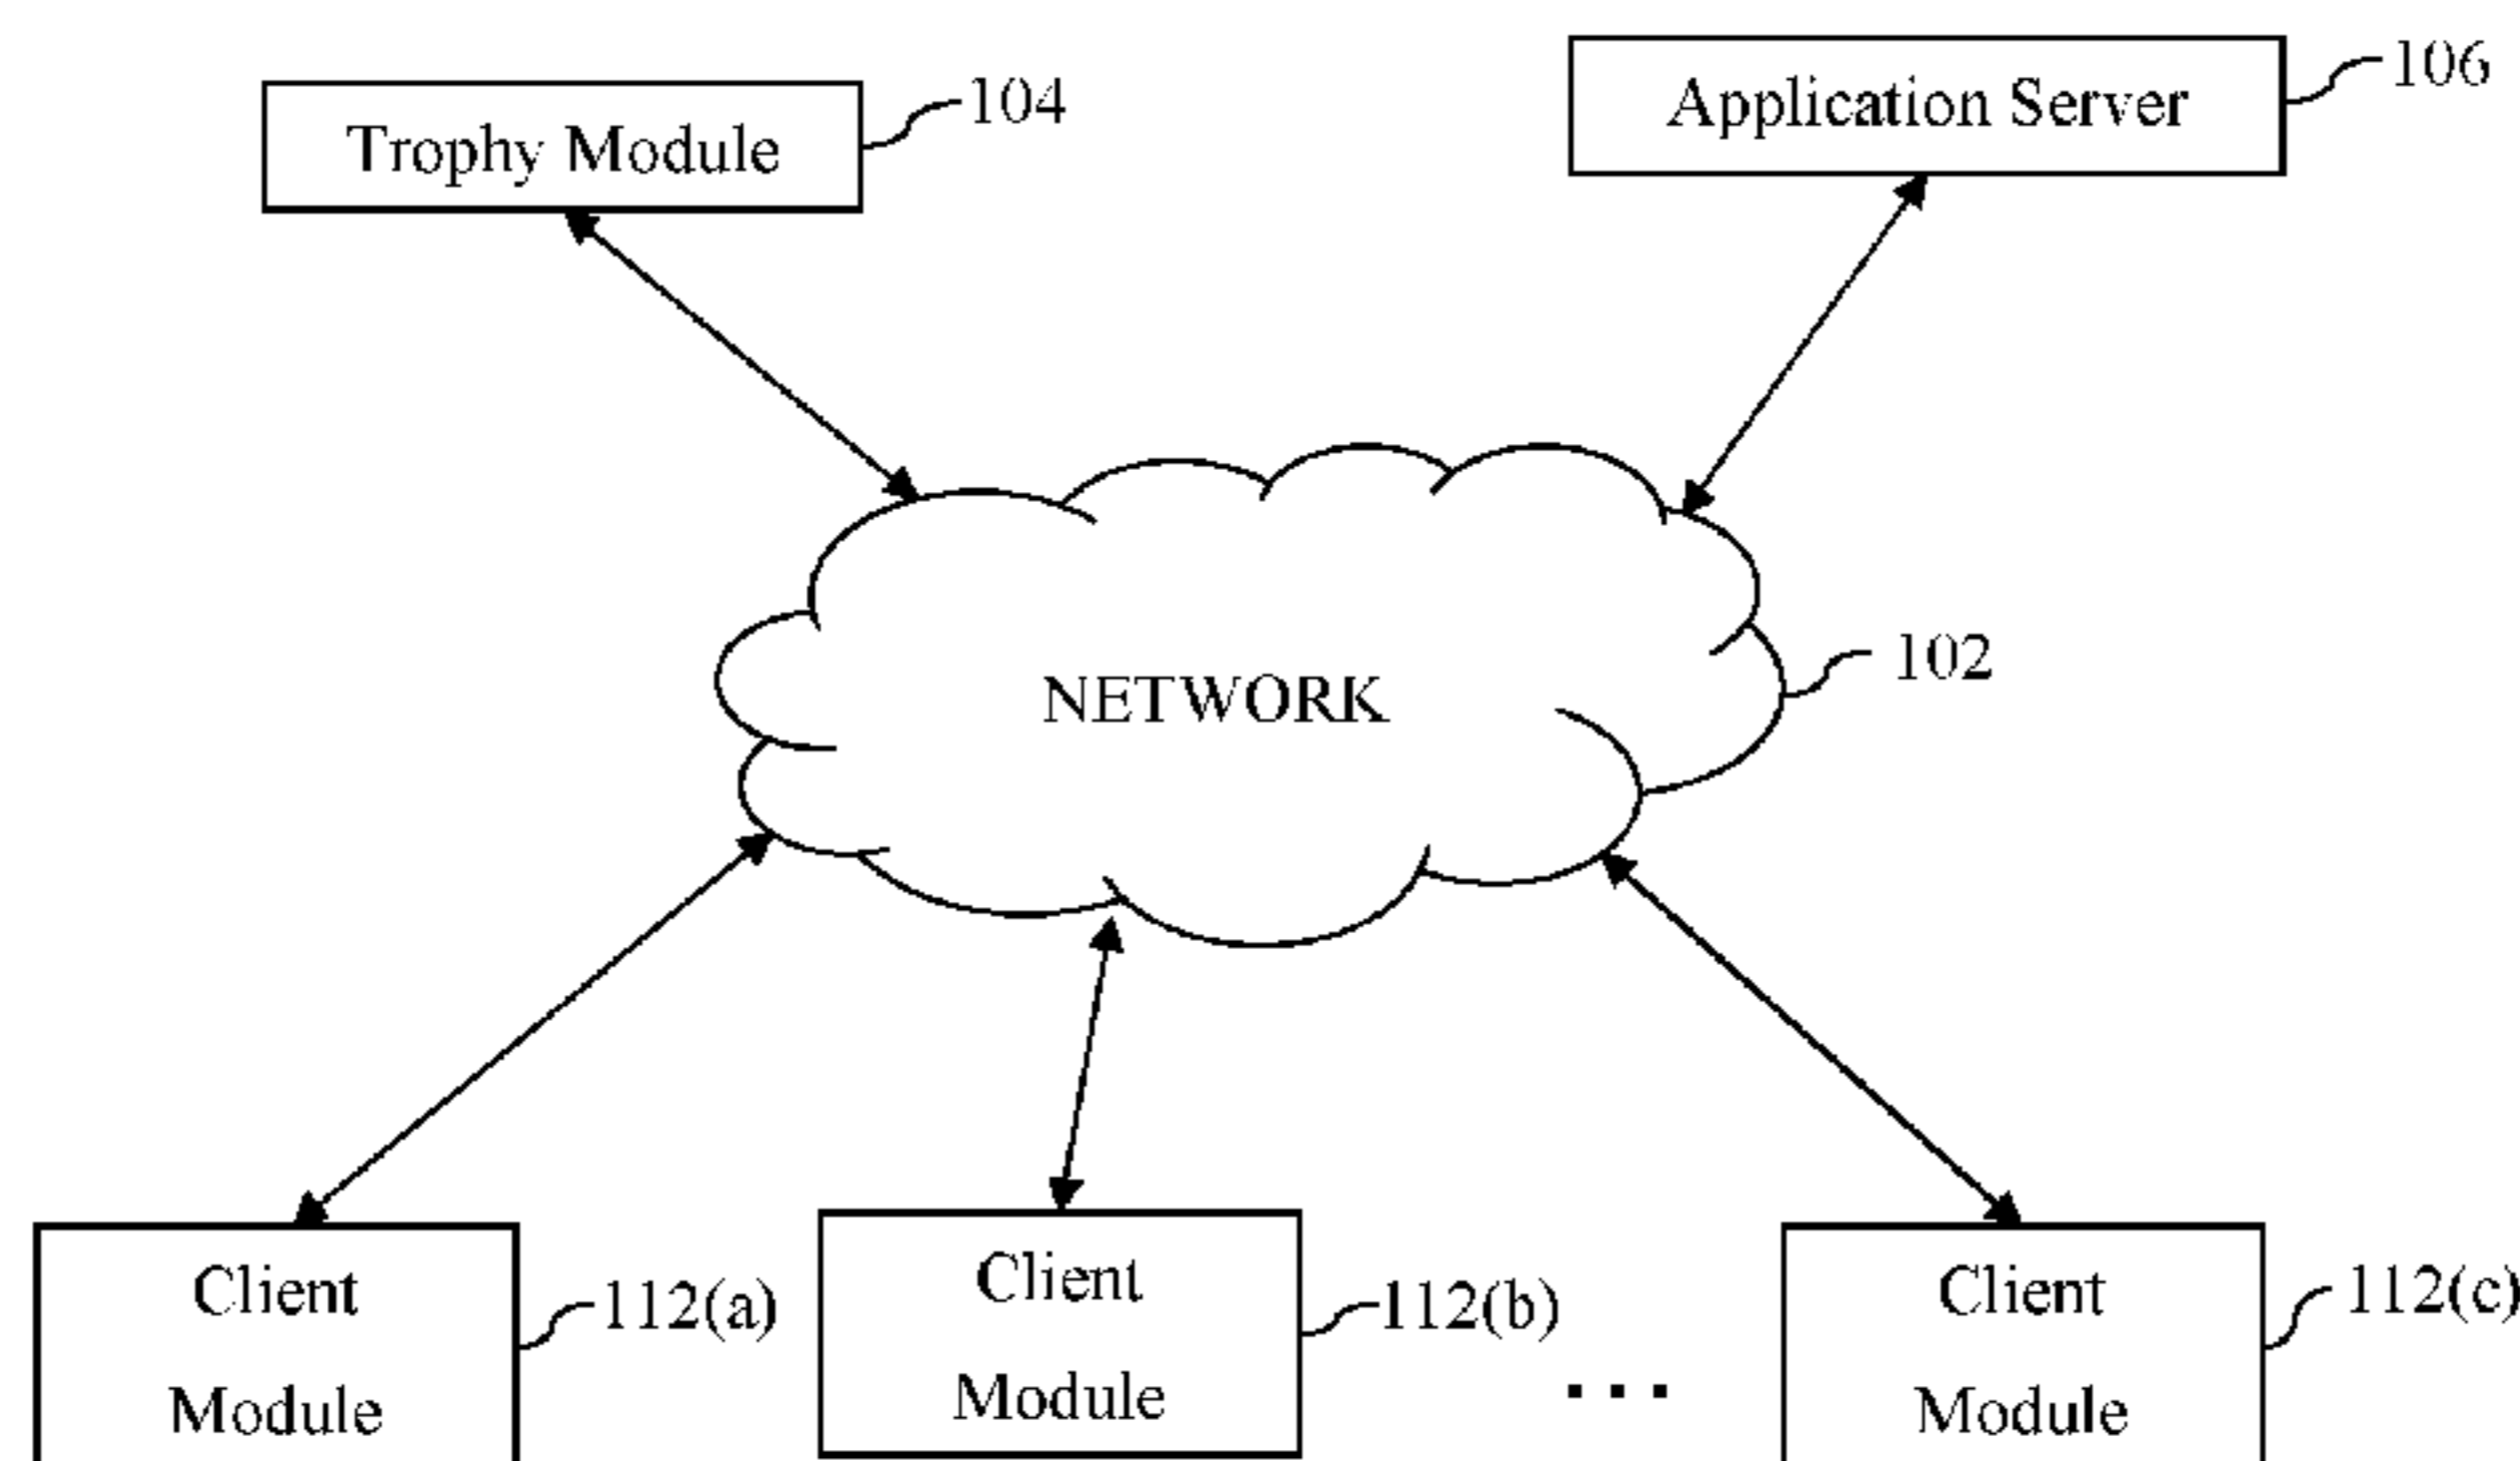 Trophy Module
104
Application Server
106
NETWORK
102
Client
Module
112(a)
Client
Module
112(b)
...
Client
Module
112(c)